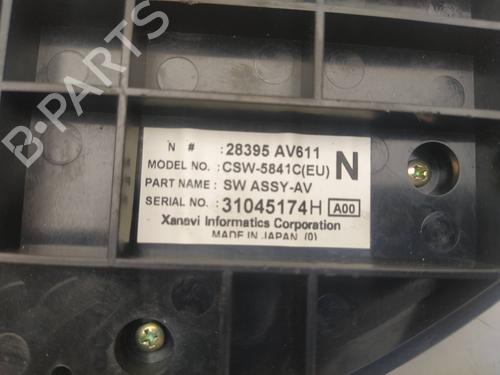 B-PARTS
N #: 28395 AV611
MODEL NO.: CSW-5841C(EU) N
PART NAME: SW ASSY-AV
SERIAL NO.: 31045174H A00
Xanavi Informatics Corporation
MADE IN JAPAN (0)